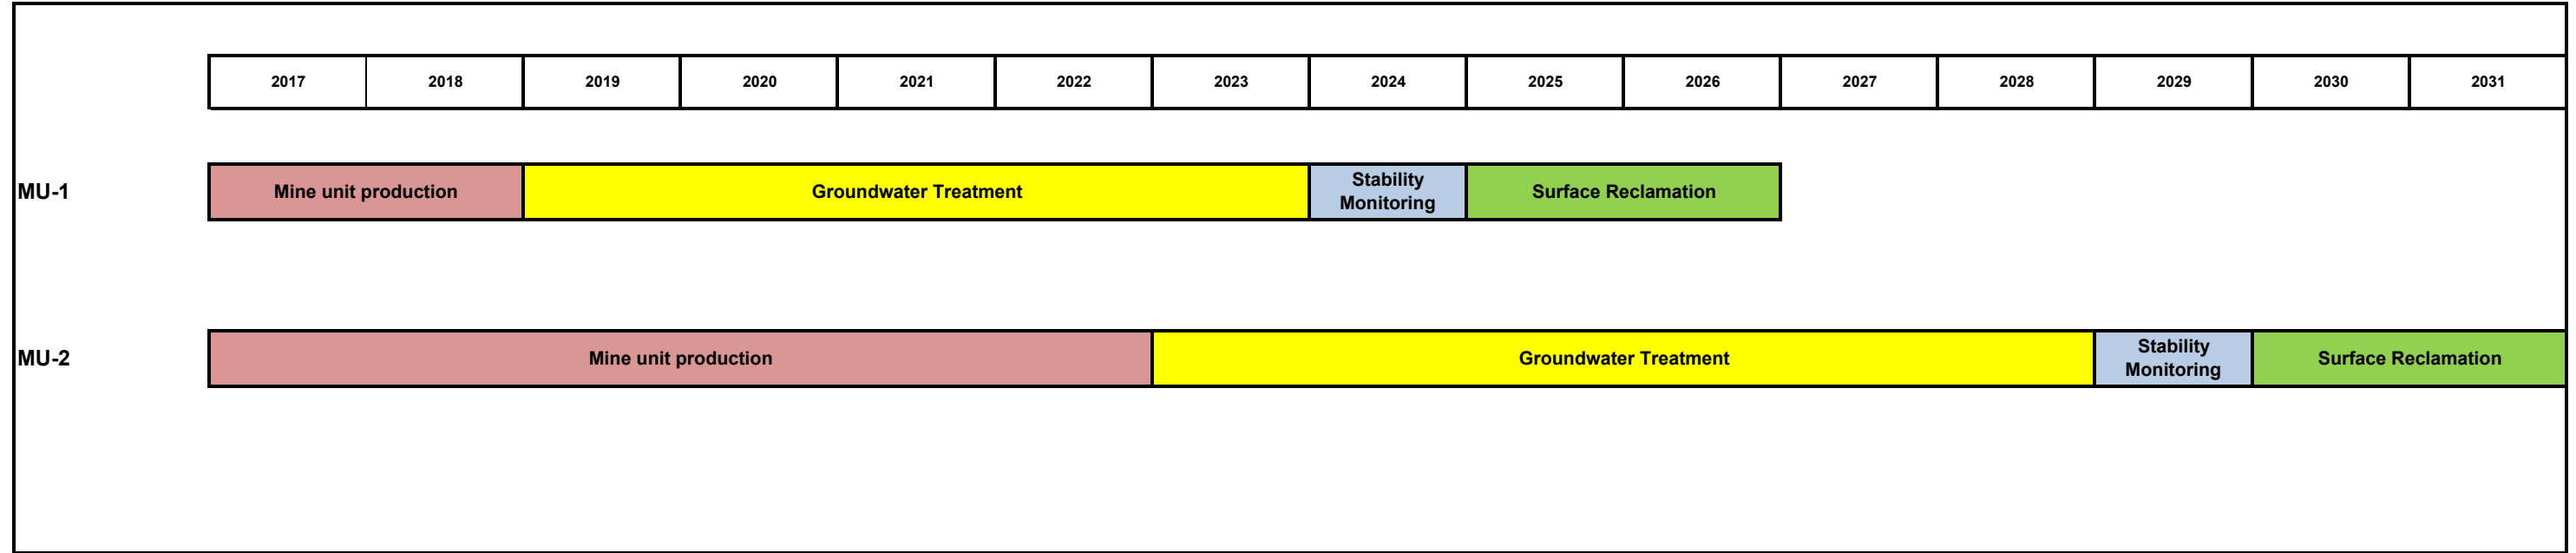 2017 2018 2019 2020 2021 2022 2023 2024 2025 2026 2027 2028 2029 2030 2031
MU-1 Mine unit production Groundwater Treatment Stability Monitoring Surface Reclamation
MU-2 Mine unit production Groundwater Treatment Stability Monitoring Surface Reclamation